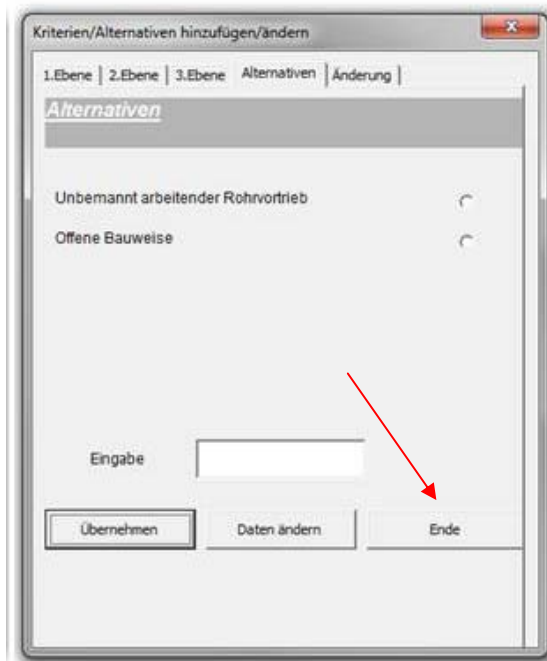 Kriterien/Alternativen hinzufügen/ändern
1.Ebene | 2.Ebene | 3.Ebene Alternativen | Änderung |
Alternativen
Unbemannt arbeitender Rohrvortrieb
Offene Bauweise
Eingabe
Übernehmen Daten ändern Ende